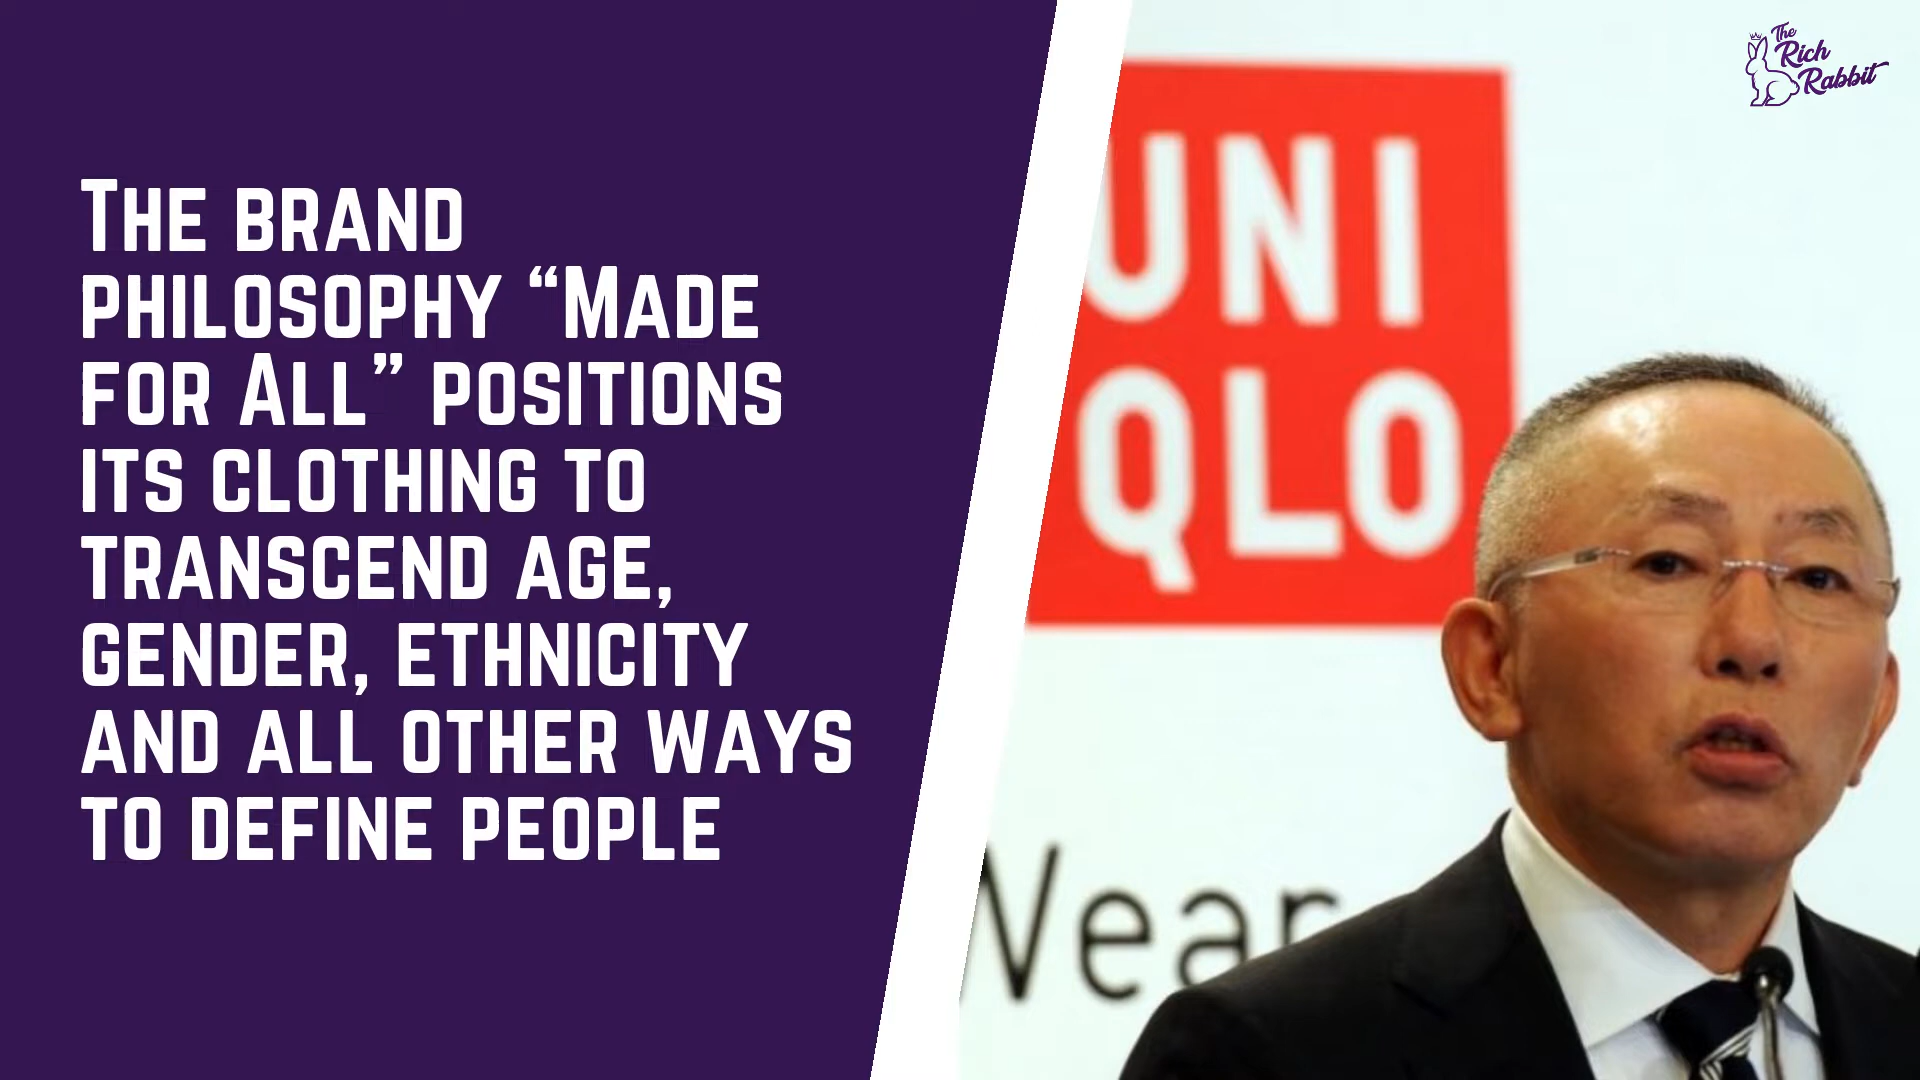 The brand
philosophy “Made
for All” positions
its clothing to
transcend age,
gender, ethnicity
and all other ways
to define people
The
Rich
Rabbit
UNI
QLO
Wear